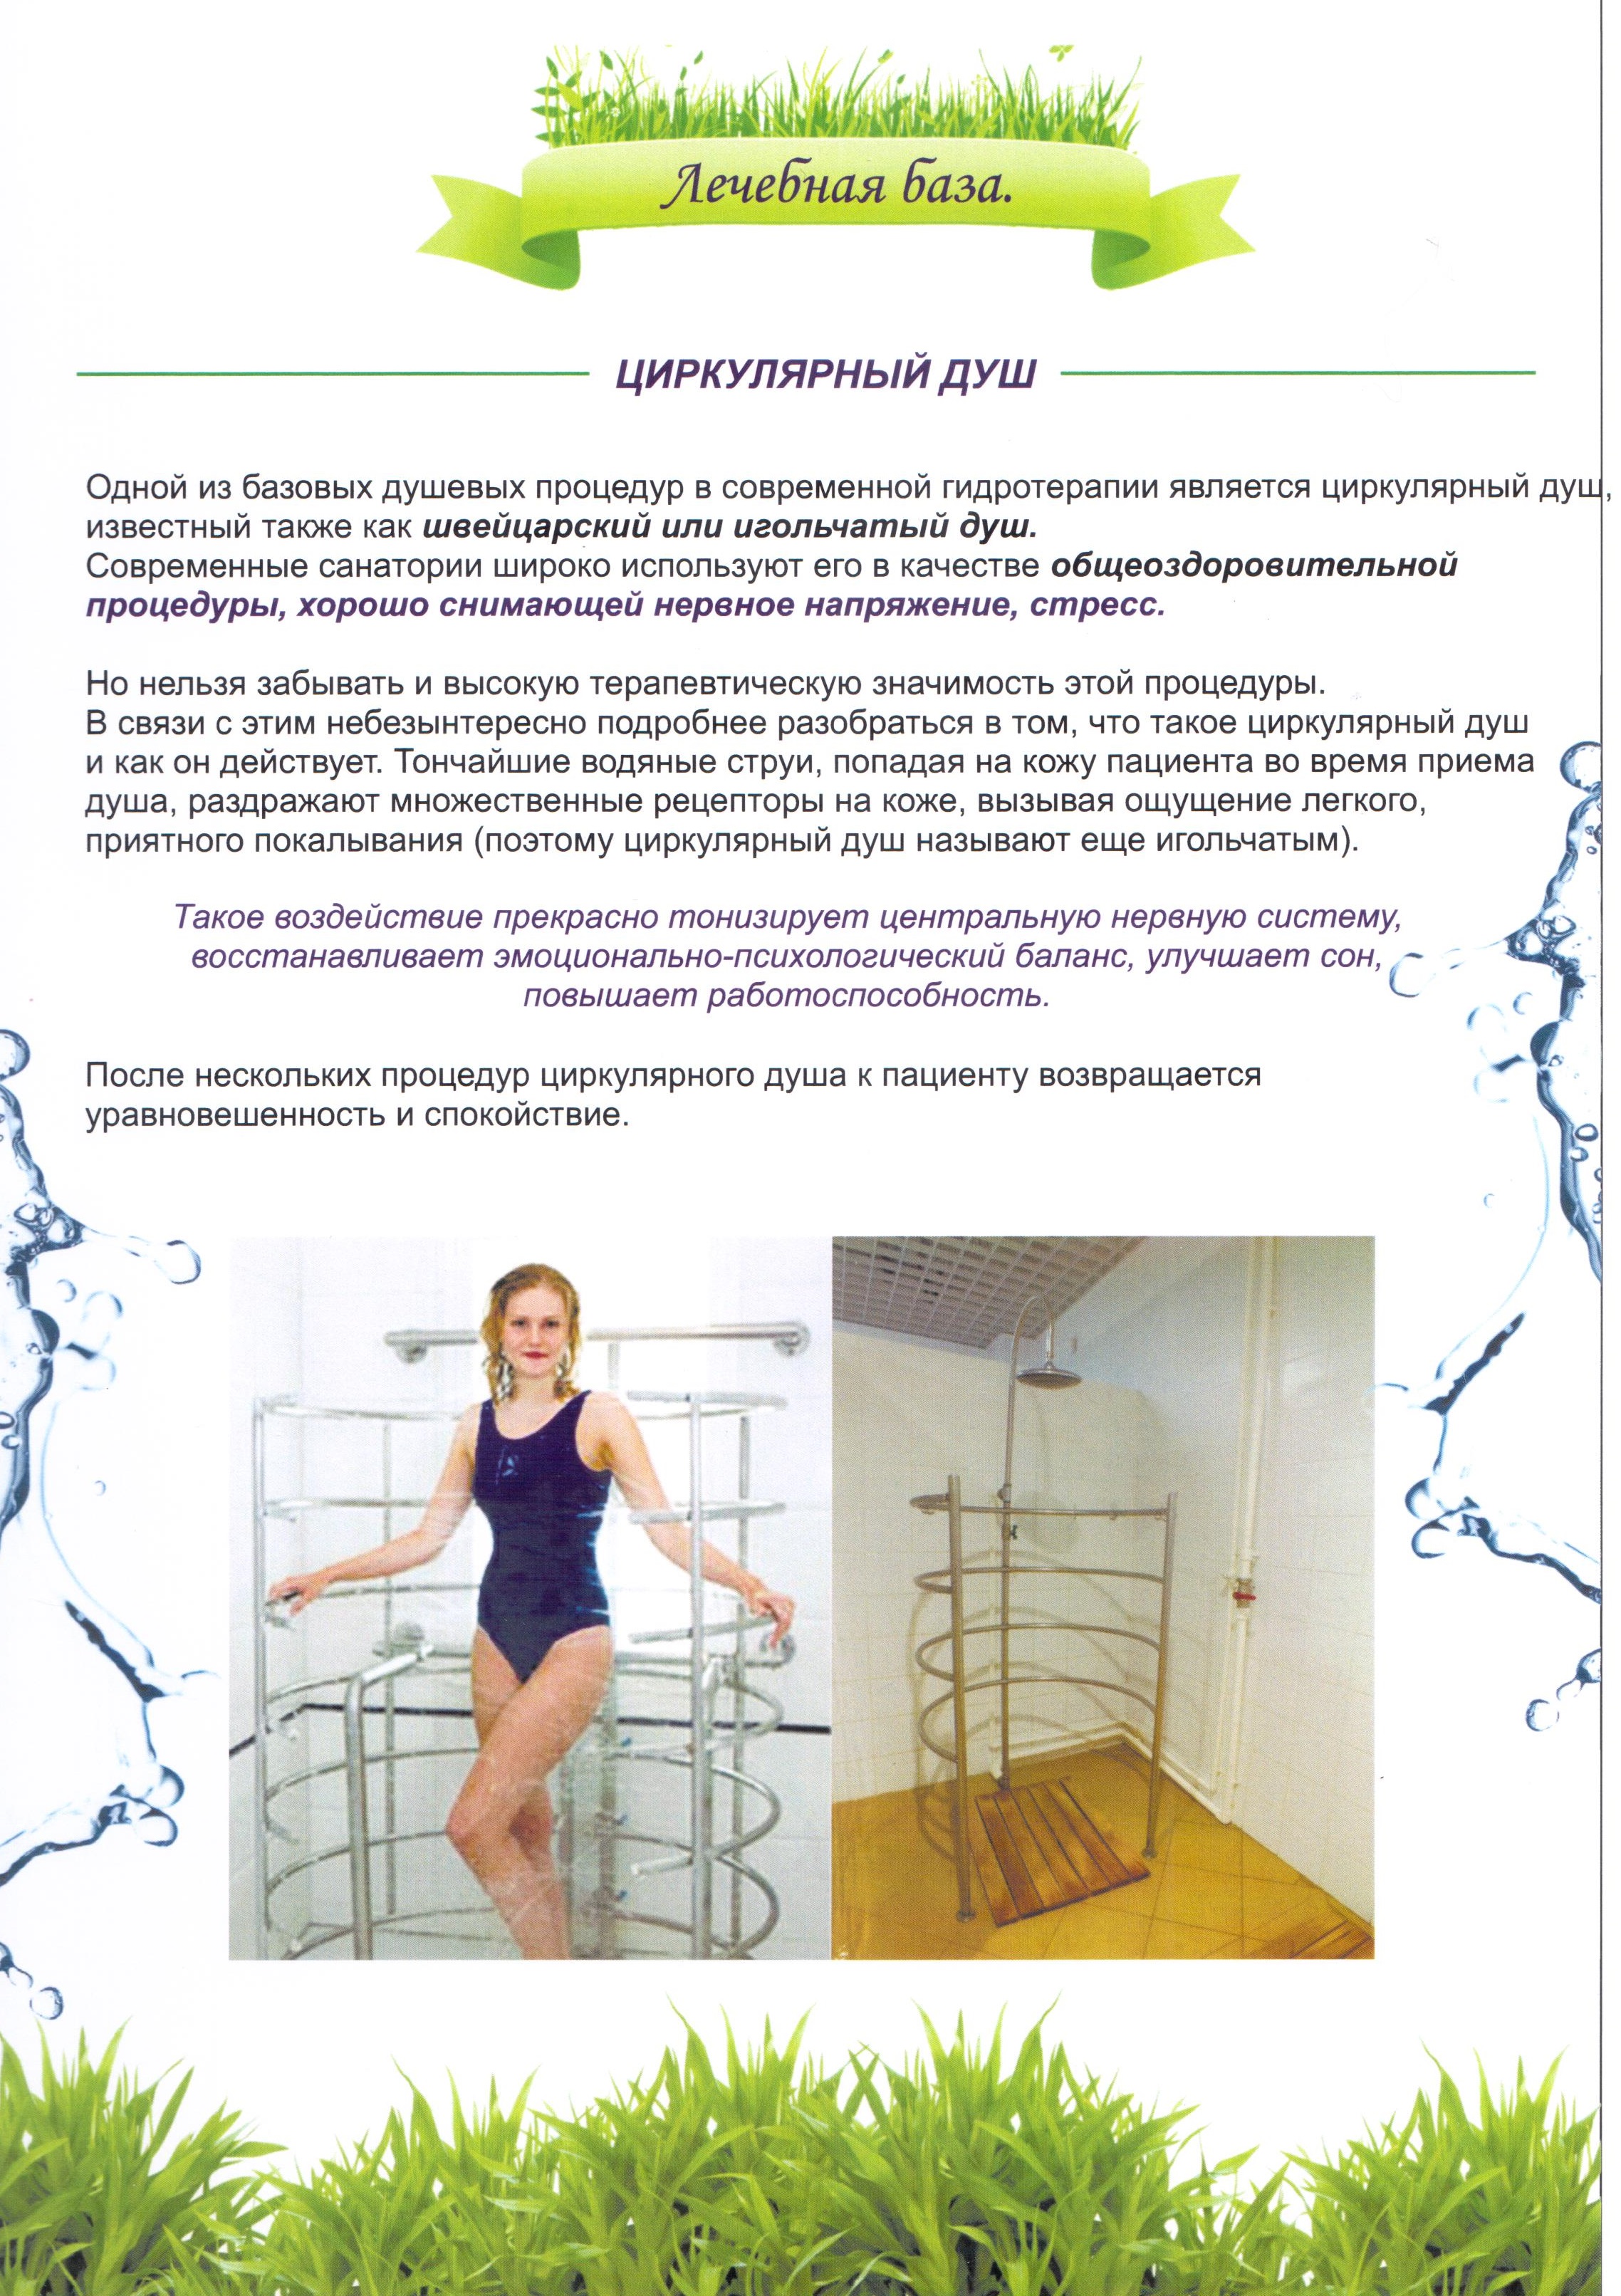 Лечебная база.
ЦИРКУЛЯРНЫЙ ДУШ
Одной из базовых душевых процедур в современной гидротерапии является циркулярный душ,
известный также как швейцарский или игольчатый душ.
Современные санатории широко используют его в качестве общеоздоровительной
процедуры, хорошо снимающей нервное напряжение, стресс.
Но нельзя забывать и высокую терапевтическую значимость этой процедуры.
В связи с этим небезынтересно подробнее разобраться в том, что такое циркулярный душ
и как он действует. Тончайшие водяные струи, попадая на кожу пациента во время приема
душа, раздражают множественные рецепторы на коже, вызывая ощущение легкого,
приятного покалывания (поэтому циркулярный душ называют еще игольчатым).
Такое воздействие прекрасно тонизирует центральную нервную систему,
восстанавливает эмоционально-психологический баланс, улучшает сон,
повышает работоспособность.
После нескольких процедур циркулярного душа к пациенту возвращается
уравновешенность и спокойствие.